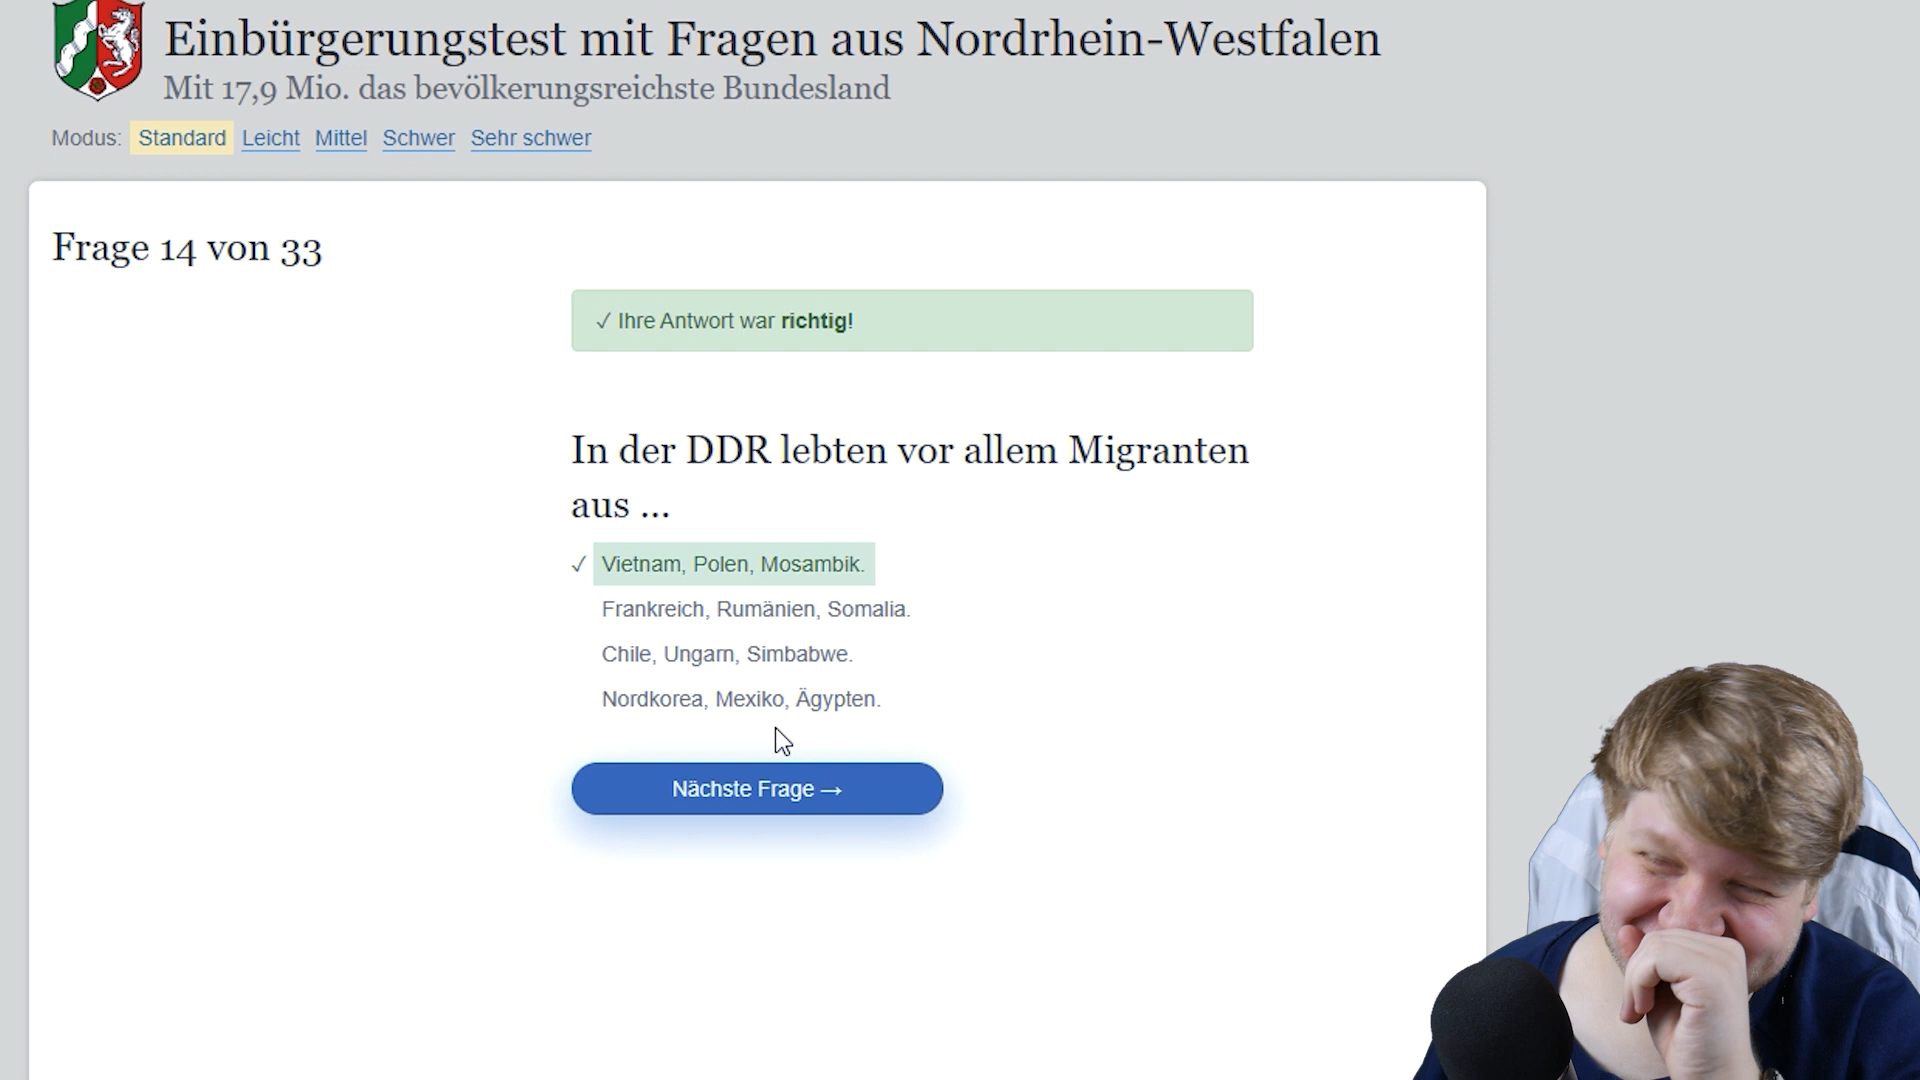 Einbürgerungstest mit Fragen aus Nordrhein-Westfalen
Mit 17,9 Mio. das bevölkerungsreichste Bundesland
Modus: Standard Leicht Mittel Schwer Sehr schwer
Frage 14 von 33
✓ Ihre Antwort war richtig!
In der DDR lebten vor allem Migranten
aus ...
✓ Vietnam, Polen, Mosambik.
Frankreich, Rumänien, Somalia.
Chile, Ungarn, Simbabwe.
Nordkorea, Mexiko, Ägypten.
Nächste Frage →